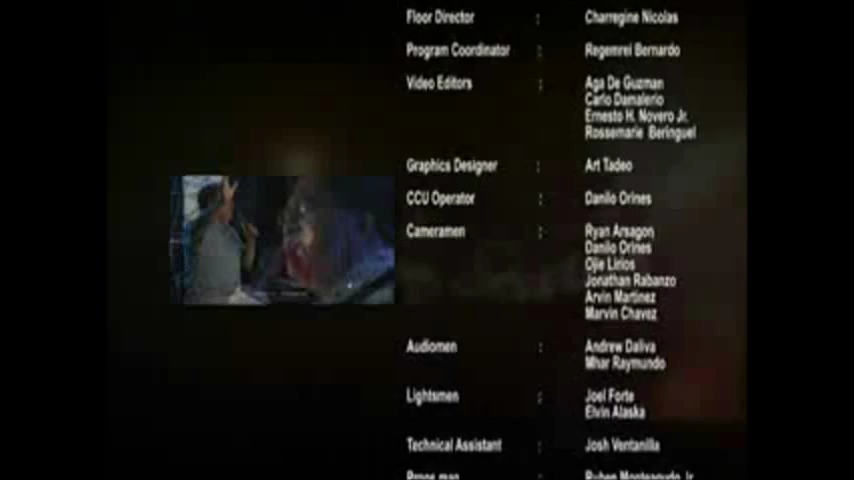 Floor Director : Charregine Nicolas
Program Coordinator : Regemrei Bernardo
Video Editors : Aga De Guzman
Carlo Damalerio
Ernesto H. Novero Jr.
Rossemarie Beringuel
Graphics Designer : Art Tadeo
CCU Operator : Danilo Orines
Cameramen : Ryan Arsagon
Danilo Orines
Ojie Lirios
Jonathan Rabanzo
Arvin Martinez
Marvin Chavez
Audiomen : Andrew Daliva
Mhar Raymundo
Lightsmen : Joel Forte
Elvin Alaska
Technical Assistant : Josh Ventanilla